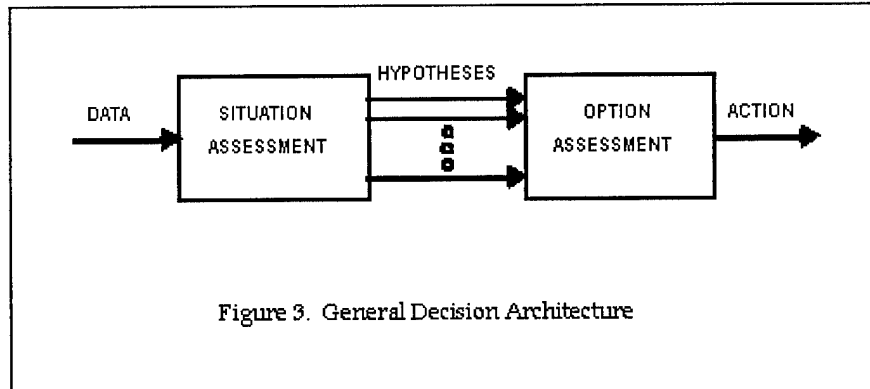 HYPOTHESES
DATA
SITUATION
ASSESSMENT
OPTION
ASSESSMENT
ACTION
Figure 3. General Decision Architecture